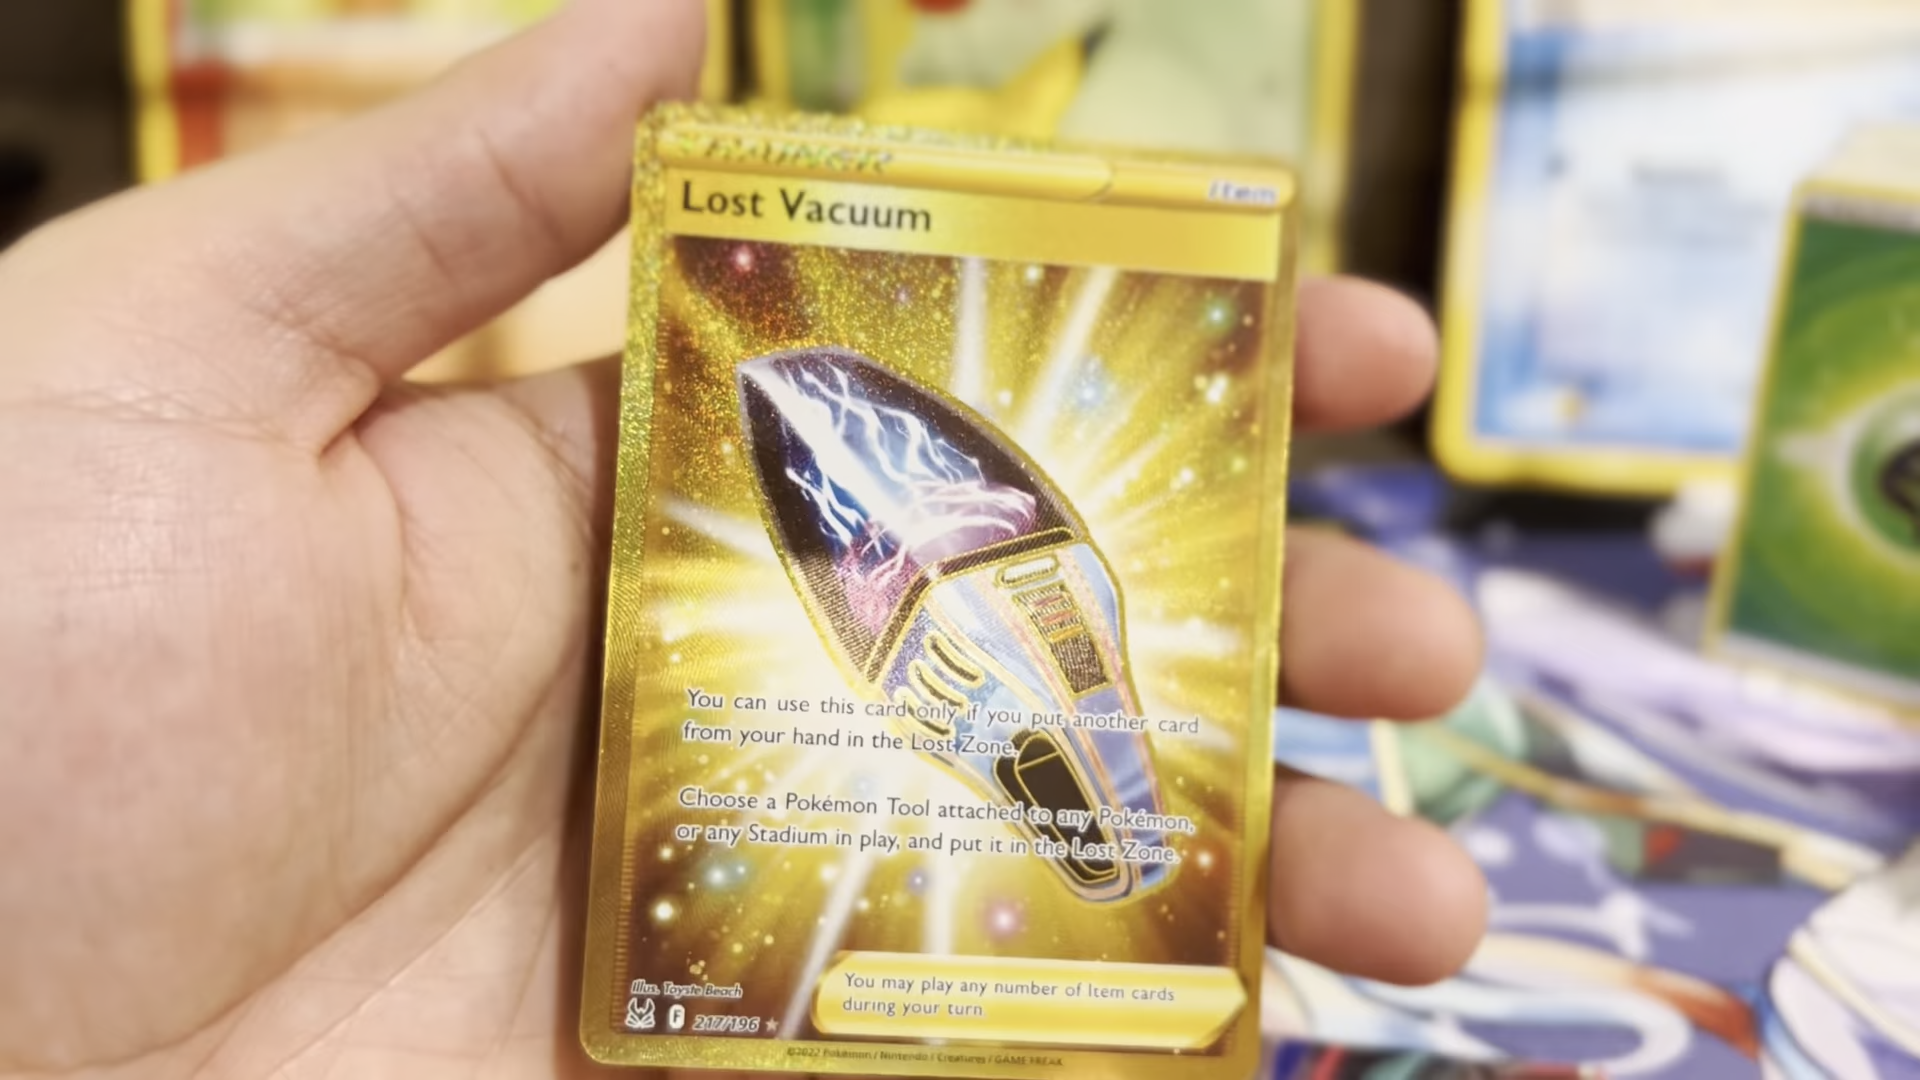 TRAINER
Item
Lost Vacuum
You can use this card only if you put another card
from your hand in the Lost Zone.
Choose a Pokémon Tool attached to any Pokémon,
or any Stadium in play, and put it in the Lost Zone.
You may play any number of Item cards
during your turn.
Illus. Toyste Beach
F 217/196 ★
©2022 Pokémon / Nintendo / Creatures / GAME FREAK